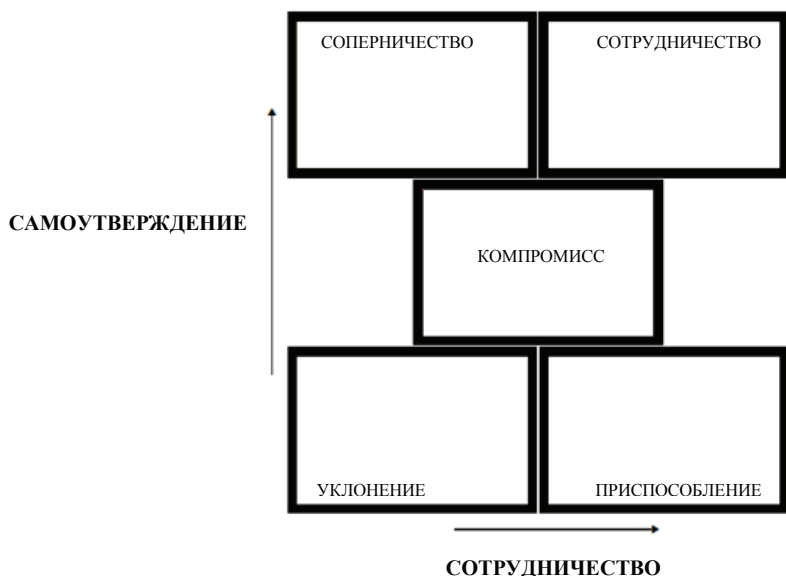 СОПЕРНИЧЕСТВО
СОТРУДНИЧЕСТВО
САМОУТВЕРЖДЕНИЕ
КОМПРОМИСС
УКЛОНЕНИЕ
ПРИСПОСОБЛЕНИЕ
СОТРУДНИЧЕСТВО